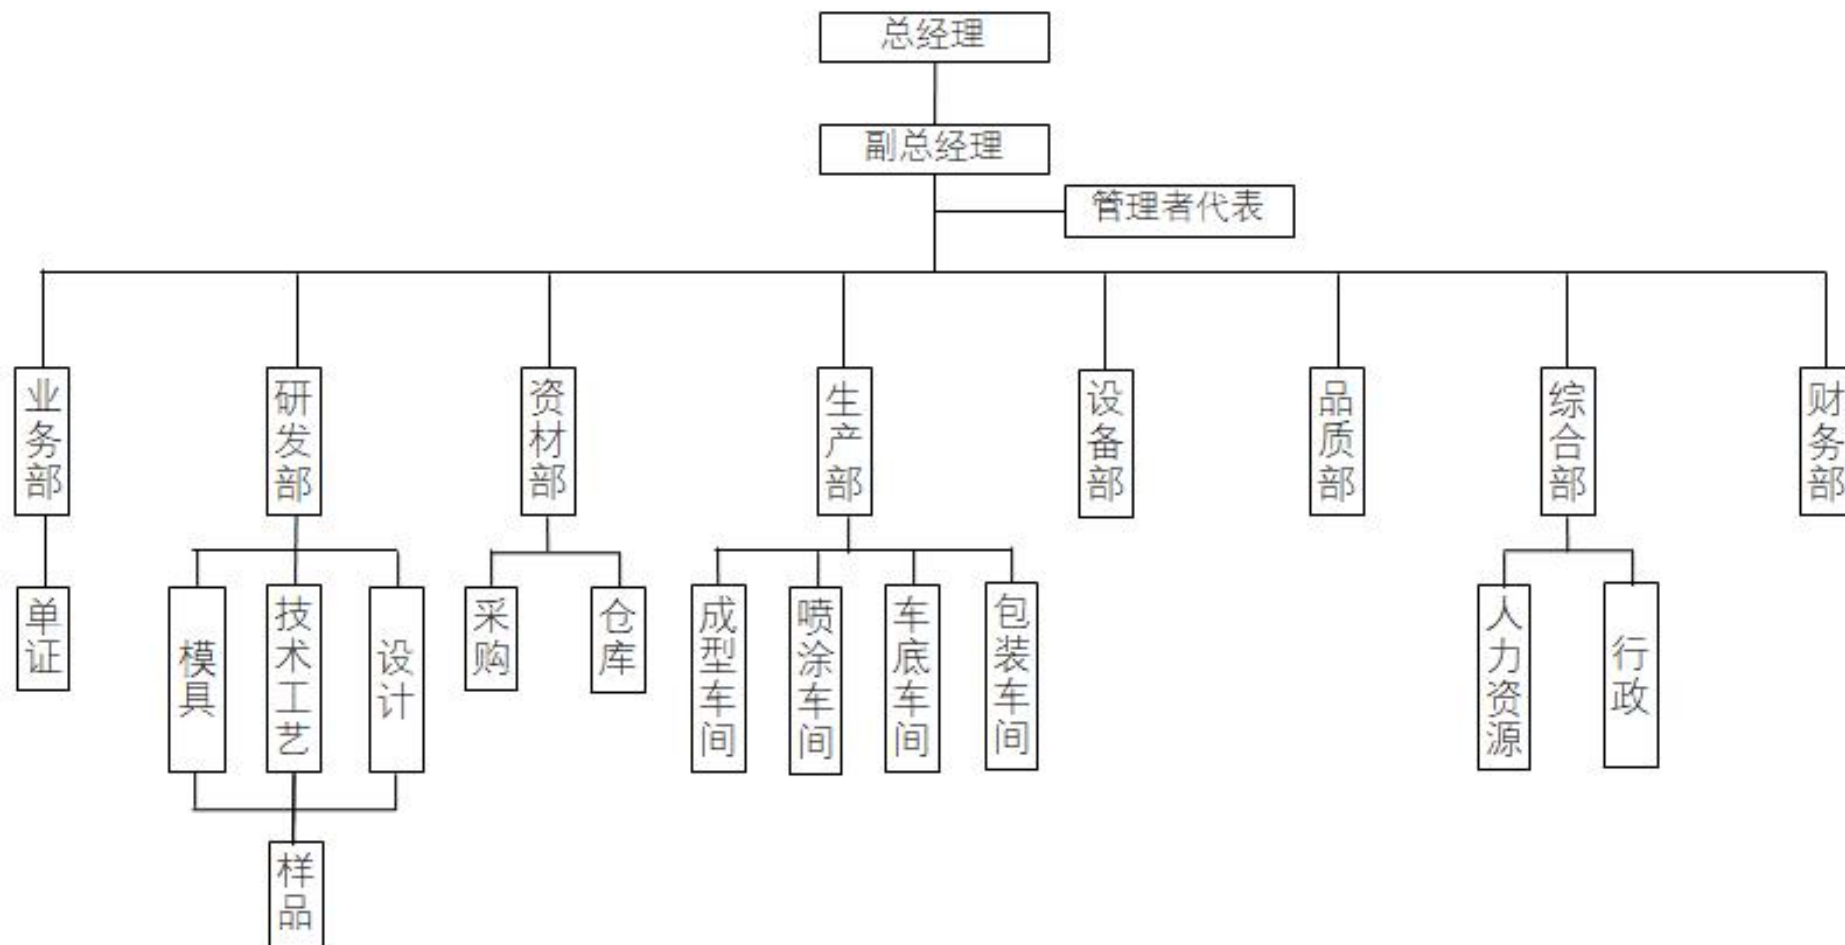 总经理
副总经理
管理者代表
业务部
研发部
资材部
生产部
设备部
品质部
综合部
财务部
单证
模具
技术工艺
设计
采购
仓库
成型车间
喷涂车间
车底车间
包装车间
人力资源
行政
样品